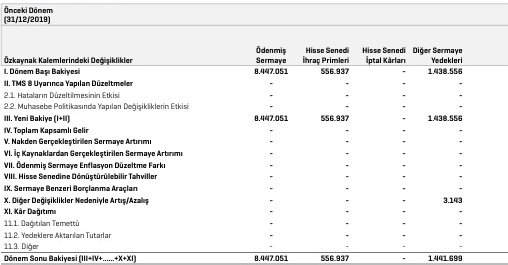 Önceki Dönem
(31/12/2019)
Ödenmiş Hisse Senedi Hisse Senedi Diğer Sermaye
Özkaynak Kalemlerindeki Değişiklikler Sermaye İhraç Primleri İptal Kârları Yedekleri
I. Dönem Başı Bakiyesi 8.447.051 556.937 - 1.438.556
II. TMS 8 Uyarınca Yapılan Düzeltmeler - - - -
2.1. Hataların Düzeltilmesinin Etkisi - - - -
2.2. Muhasebe Politikasında Yapılan Değişikliklerin Etkisi - - - -
III. Yeni Bakiye (I+II) 8.447.051 556.937 - 1.438.556
IV. Toplam Kapsamlı Gelir - - - -
V. Nakden Gerçekleştirilen Sermaye Artırımı - - - -
VI. İç Kaynaklardan Gerçekleştirilen Sermaye Artırımı - - - -
VII. Ödenmiş Sermaye Enflasyon Düzeltme Farkı - - - -
VIII. Hisse Senedine Dönüştürülebilir Tahviller - - - -
IX. Sermaye Benzeri Borçlanma Araçları - - - -
X. Diğer Değişiklikler Nedeniyle Artış/Azalış - - - 3.143
XI. Kâr Dağıtımı - - - -
11.1. Dağıtılan Temettü - - - -
11.2. Yedeklere Aktarılan Tutarlar - - - -
11.3. Diğer - - - -
Dönem Sonu Bakiyesi (III+IV+......+X+XI) 8.447.051 556.937 - 1.441.699